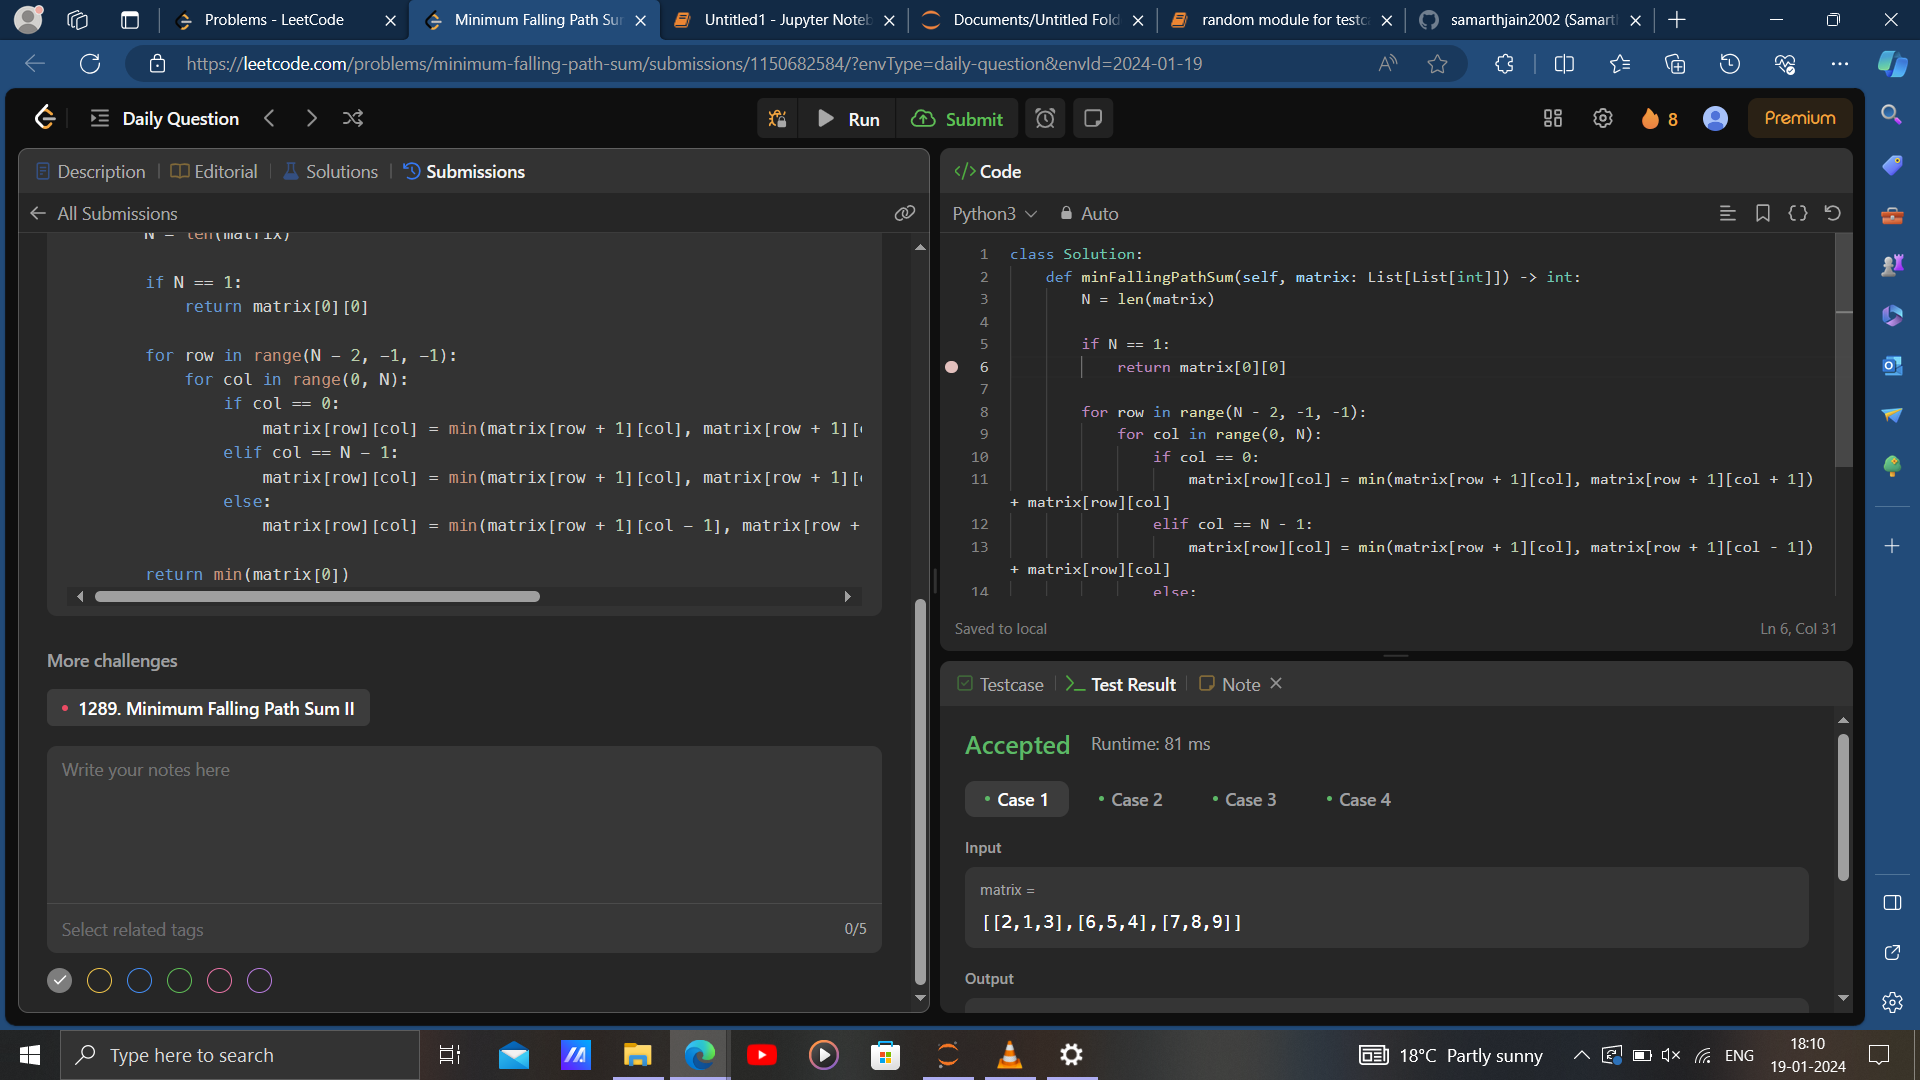 Problems - LeetCode
Minimum Falling Path Sur
Untitled1 - Jupyter Noteb
Documents/Untitled Fold
random module for testc
samarthjain2002 (Samart
https://leetcode.com/problems/minimum-falling-path-sum/submissions/1150682584/?envType=daily-question&envId=2024-01-19
Daily Question
Run
Submit
8
Premium
Description
Editorial
Solutions
Submissions
All Submissions
N = len(matrix)
if N == 1:
return matrix[0][0]
for row in range(N - 2, -1, -1):
for col in range(0, N):
if col == 0:
matrix[row][col] = min(matrix[row + 1][col], matrix[row + 1][
elif col == N - 1:
matrix[row][col] = min(matrix[row + 1][col], matrix[row + 1][
else:
matrix[row][col] = min(matrix[row + 1][col - 1], matrix[row +
return min(matrix[0])
More challenges
1289. Minimum Falling Path Sum II
Write your notes here
Select related tags
0/5
</> Code
Python3
Auto
1 class Solution:
2 def minFallingPathSum(self, matrix: List[List[int]]) -> int:
3 N = len(matrix)
4
5 if N == 1:
6 return matrix[0][0]
7
8 for row in range(N - 2, -1, -1):
9 for col in range(0, N):
10 if col == 0:
11 matrix[row][col] = min(matrix[row + 1][col], matrix[row + 1][col + 1])
+ matrix[row][col]
12 elif col == N - 1:
13 matrix[row][col] = min(matrix[row + 1][col], matrix[row + 1][col - 1])
+ matrix[row][col]
14 else:
Saved to local
Ln 6, Col 31
Testcase
Test Result
Note
Accepted
Runtime: 81 ms
Case 1
Case 2
Case 3
Case 4
Input
matrix =
[[2,1,3],[6,5,4],[7,8,9]]
Output
Type here to search
18°C Partly sunny
ENG
18:10
19-01-2024